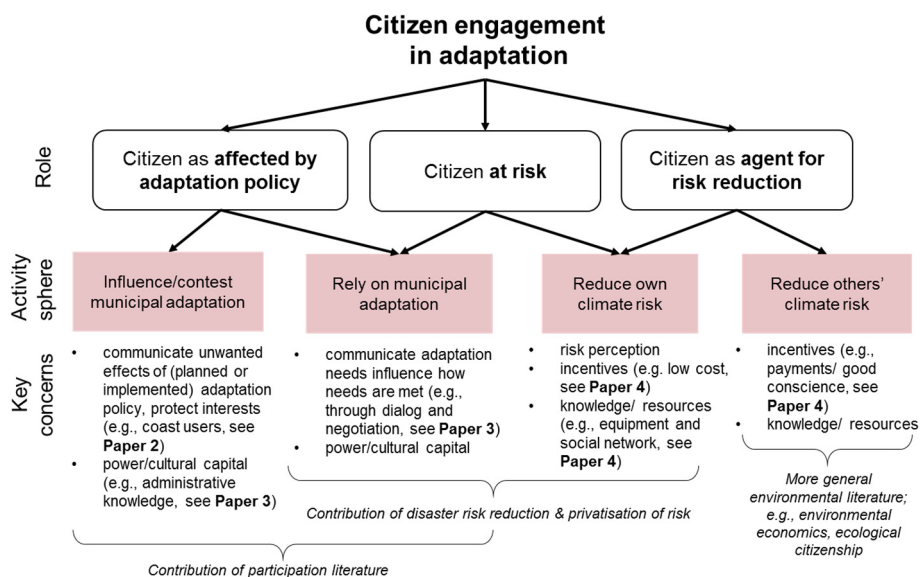 Citizen engagement
in adaptation
Role
Citizen as affected by
adaptation policy
Citizen at risk
Citizen as agent for
risk reduction
Activity
sphere
Influence/contest
municipal adaptation
Rely on municipal
adaptation
Reduce own
climate risk
Reduce others'
climate risk
Key
concerns
• communicate unwanted
effects of (planned or
implemented) adaptation
policy, protect interests
(e.g., coast users, see
Paper 2)
• power/cultural capital
(e.g., administrative
knowledge, see Paper 3)
• communicate adaptation
needs influence how
needs are met (e.g.,
through dialog and
negotiation, see Paper 3)
• power/cultural capital
• risk perception
• incentives (e.g. low cost,
see Paper 4)
• knowledge/ resources
(e.g., equipment and
social network, see
Paper 4)
• incentives (e.g.,
payments/ good
conscience, see
Paper 4)
• knowledge/ resources
Contribution of disaster risk reduction & privatisation of risk
More general
environmental literature;
e.g., environmental
economics, ecological
citizenship
Contribution of participation literature